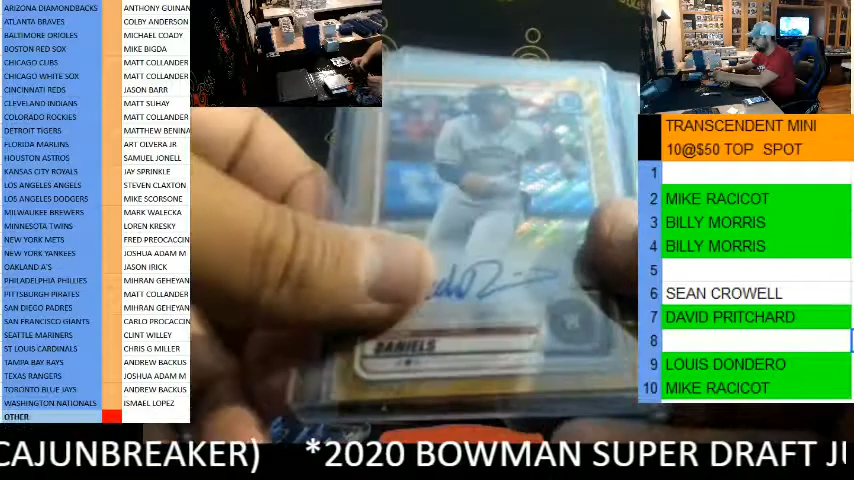 ARIZONA DIAMONDBACKS ANTHONY GUINAN
ATLANTA BRAVES COLBY ANDERSON
BALTIMORE ORIOLES MICHAEL COADY
BOSTON RED SOX MIKE BIGDA
CHICAGO CUBS MATT COLLANDER
CHICAGO WHITE SOX MATT COLLANDER
CINCINNATI REDS JASON BARR
CLEVELAND INDIANS MATT SUHAY
COLORADO ROCKIES MATT COLLANDER
DETROIT TIGERS MATTHEW BENINA
FLORIDA MARLINS ART OLVERA JR
HOUSTON ASTROS SAMUEL JONELL
KANSAS CITY ROYALS JAY SPRINKLE
LOS ANGELES ANGELS STEVEN CLAXTON
LOS ANGELES DODGERS MIKE SCORSONE
MILWAUKEE BREWERS MARK WALECKA
MINNESOTA TWINS LOREN KRESKY
NEW YORK METS FRED PREOCACCIN
NEW YORK YANKEES JOSHUA ADAM M
OAKLAND A'S JASON IRICK
PHILADELPHIA PHILLIES MIHRAN GEHEYAN
PITTSBURGH PIRATES MATT COLLANDER
SAN DIEGO PADRES MIHRAN GEHEYAN
SAN FRANCISCO GIANTS CARLO PROCACCIN
SEATTLE MARINERS CLINT WILLEY
ST LOUIS CARDINALS CHRIS G MILLER
TAMPA BAY RAYS ANDREW BACKUS
TEXAS RANGERS JOSHUA ADAM M
TORONTO BLUE JAYS ANDREW BACKUS
WASHINGTON NATIONALS ISMAEL LOPEZ
OTHER:
DANIELS
TRANSCENDENT MINI
10@$50 TOP SPOT
1
2 MIKE RACICOT
3 BILLY MORRIS
4 BILLY MORRIS
5
6 SEAN CROWELL
7 DAVID PRITCHARD
8
9 LOUIS DONDERO
10 MIKE RACICOT
CAJUNBREAKER) *2020 BOWMAN SUPER DRAFT JU